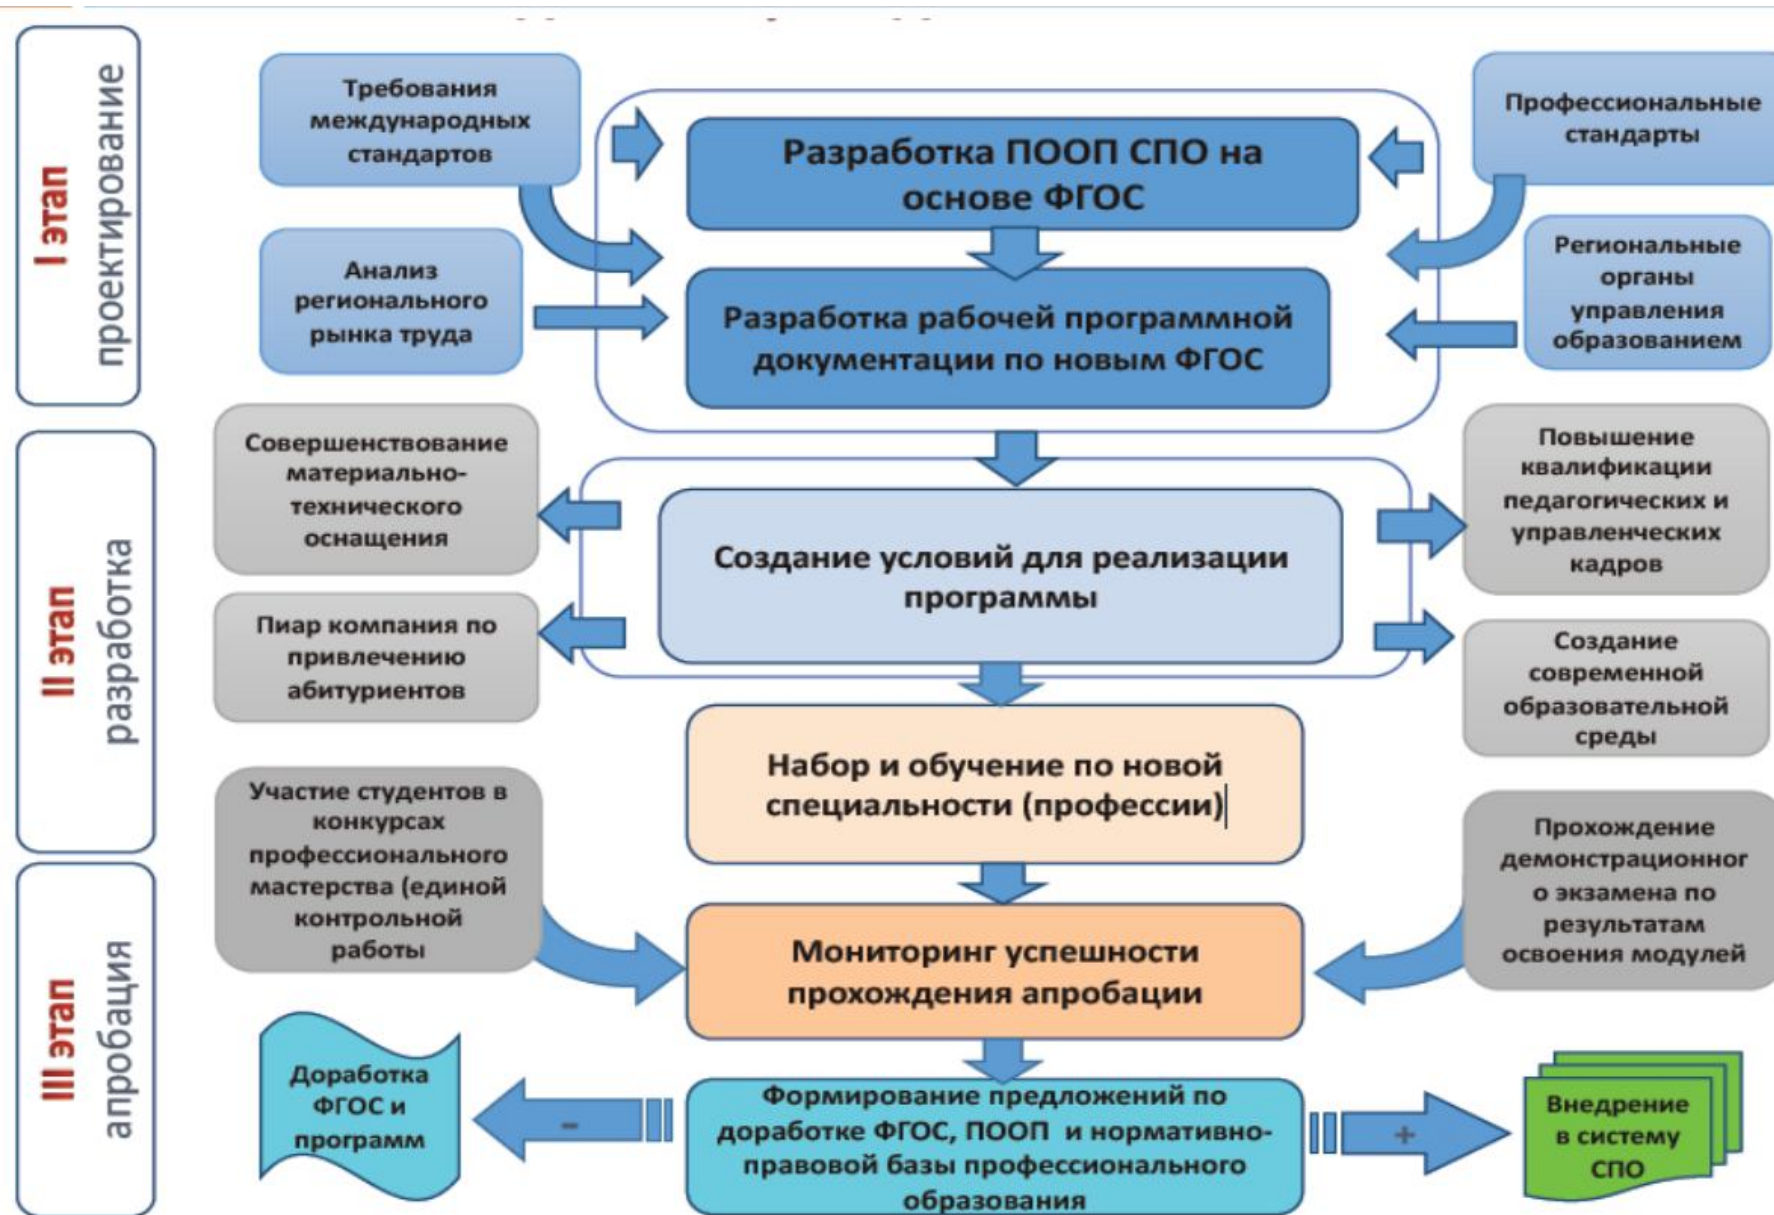 I этап
проектирование
Требования
международных
стандартов
Анализ
регионального
рынка труда
Разработка ПООП СПО на
основе ФГОС
Разработка рабочей программной
документации по новым ФГОС
Профессиональные
стандарты
Региональные
органы
управления
образованием
II этап
разработка
Совершенствование
материально-
технического
оснащения
Пиар компания по
привлечению
абитуриентов
Создание условий для реализации
программы
Повышение
квалификации
педагогических и
управленческих
кадров
Создание
современной
образовательной
среды
Набор и обучение по новой
специальности (профессии)
III этап
апробация
Участие студентов в
конкурсах
профессионального
мастерства (единой
контрольной
работы
Мониторинг успешности
прохождения апробации
Прохождение
демонстрационног
о экзамена по
результатам
освоения модулей
Доработка
ФГОС и
программ
-
Формирование предложений по
доработке ФГОС, ПООП и нормативно-
правовой базы профессионального
образования
+
Внедрение
в систему
СПО